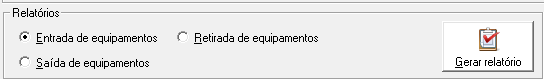 Relatórios
Entrada de equipamentos
Retirada de equipamentos
Saída de equipamentos
Gerar relatório